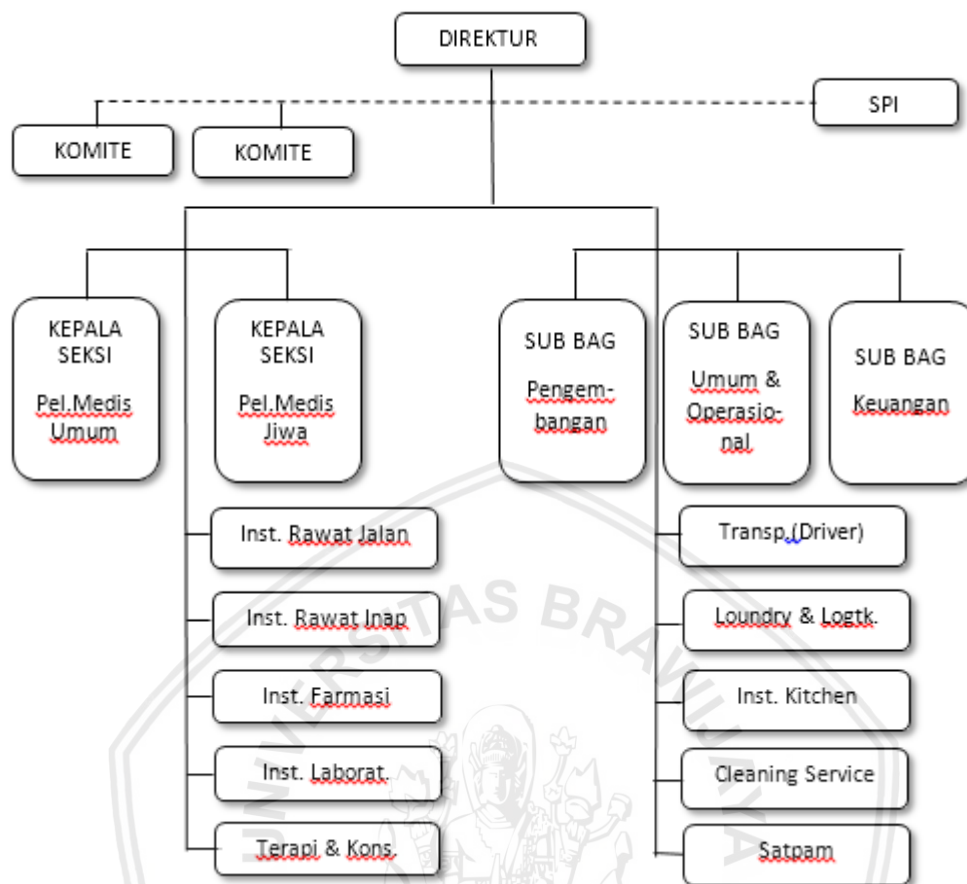 DIREKTUR
SPI
KOMITE
KOMITE
KEPALA
SEKSI
Pel.Medis
Umum
KEPALA
SEKSI
Pel.Medis
Jiwa
SUB BAG
Pengem-
bangan
SUB BAG
Umum &
Operasio-
nal
SUB BAG
Keuangan
Inst. Rawat Jalan
Transp.(Driver)
Inst. Rawat Inap
Loundry & Logtk.
Inst. Farmasi
Inst. Kitchen
Inst. Laborat.
Cleaning Service
Terapi & Kons.
Satpam
UNIVERSITAS BRAWIJAYA